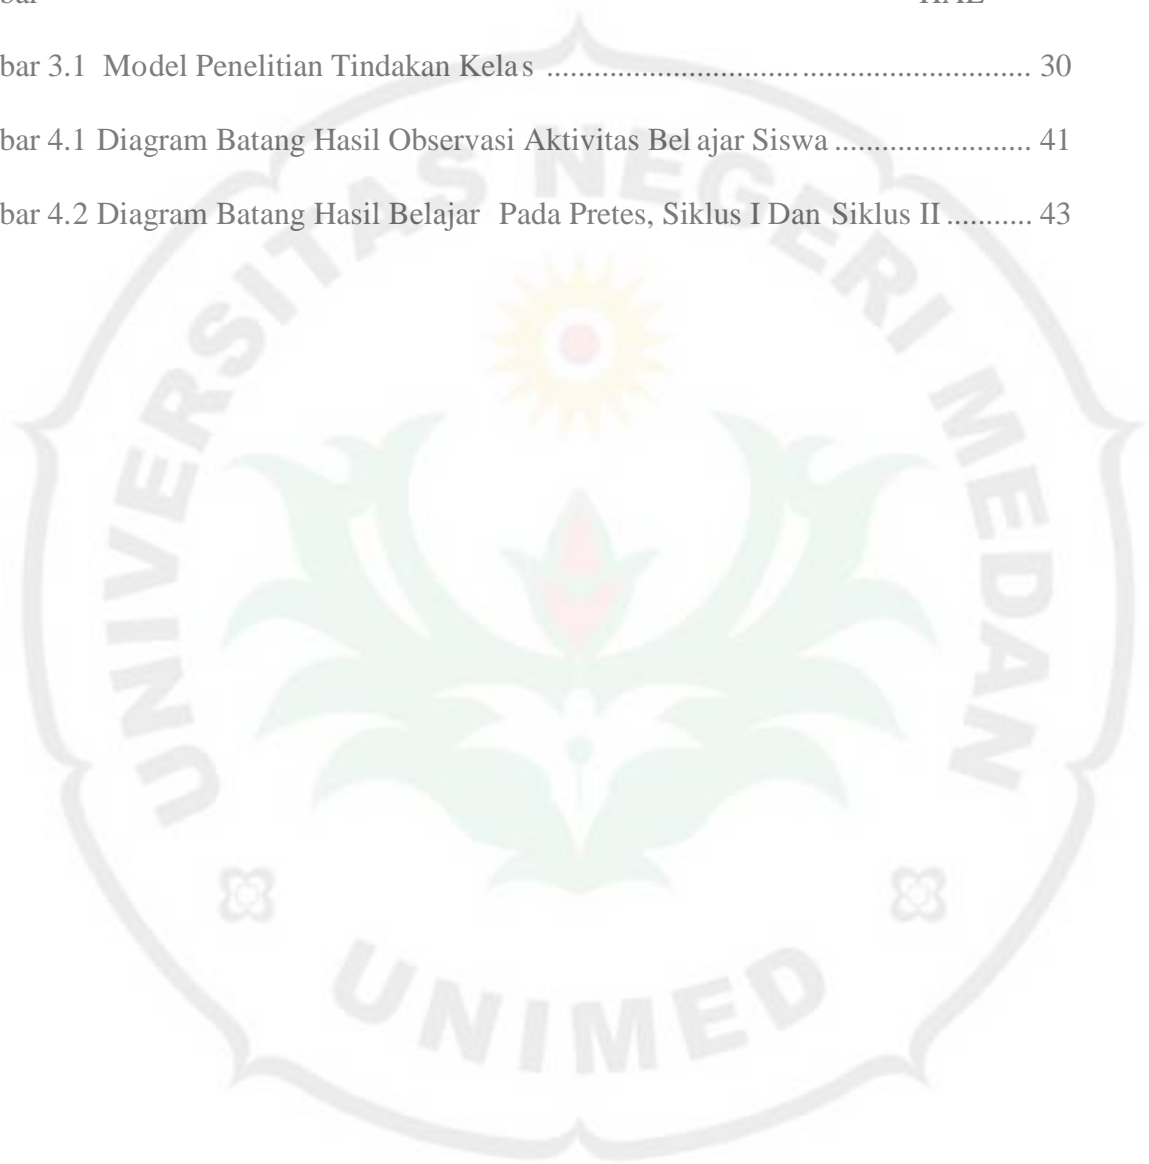 bar HAL
bar 3.1 Model Penelitian Tindakan Kelas ............................................................. 30
bar 4.1 Diagram Batang Hasil Observasi Aktivitas Bel ajar Siswa ......................... 41
bar 4.2 Diagram Batang Hasil Belajar Pada Pretes, Siklus I Dan Siklus II ........... 43
UNIVERSITAS NEGERI MEDAN
UNIMED